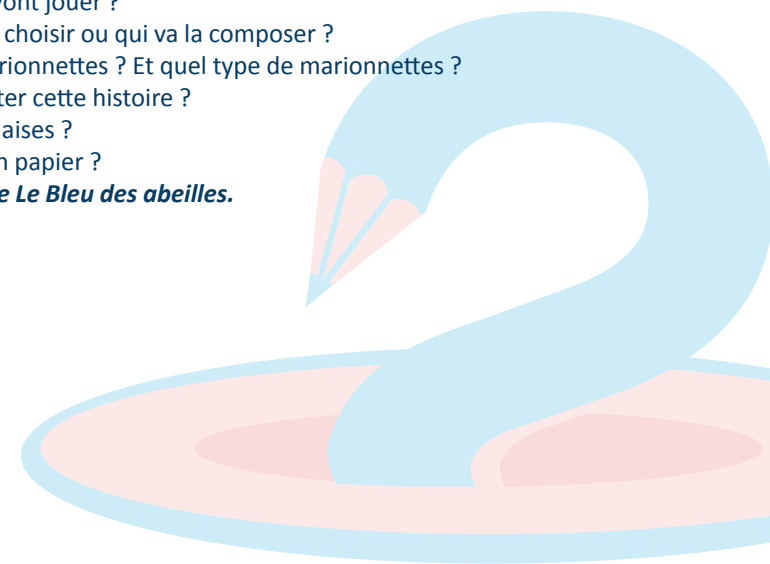 vont jouer ?
choisir ou qui va la composer ?
rionnettes ? Et quel type de marionnettes ?
ter cette histoire ?
aises ?
n papier ?
e Le Bleu des abeilles.